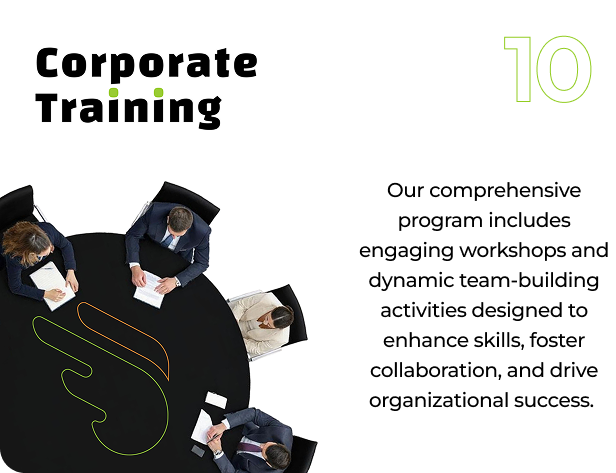 Corporate
Training
10
Our comprehensive
program includes
engaging workshops and
dynamic team-building
activities designed to
enhance skills, foster
collaboration, and drive
organizational success.